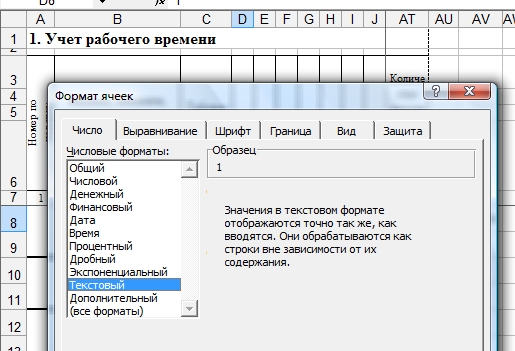 D8
1
A B C D E F G H I J AT AU AV AW
1 1. Учет рабочего времени
2
3
Количе
4
5
Номер по
6
7 1
8
9
10
11
12
Формат ячеек
?
Число Выравнивание Шрифт Граница Вид Защита
Числовые форматы:
Образец
Общий
1
Числовой
Денежный
Финансовый
Дата
Время
Процентный
Дробный
Экспоненциальный
Текстовый
Дополнительный
(все форматы)
Значения в текстовом формате
отображаются точно так же, как
вводятся. Они обрабатываются как
строки вне зависимости от их
содержания.